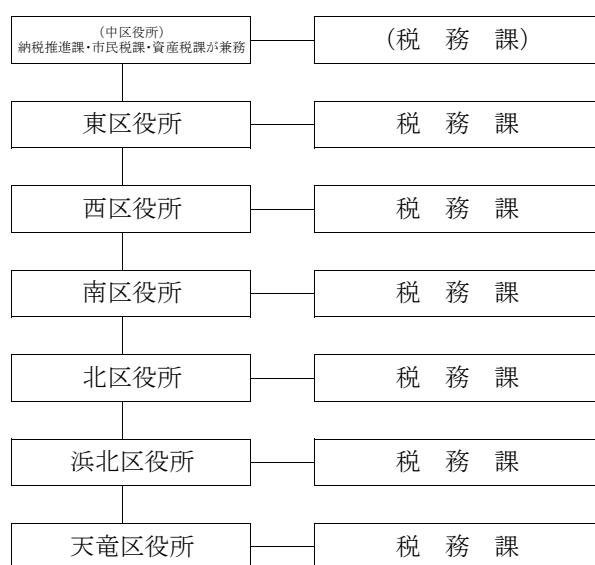 （中区役所）
納税推進課・市民税課・資産税課が兼務
（税　務　課）
東区役所
税　務　課
西区役所
税　務　課
南区役所
税　務　課
北区役所
税　務　課
浜北区役所
税　務　課
天竜区役所
税　務　課